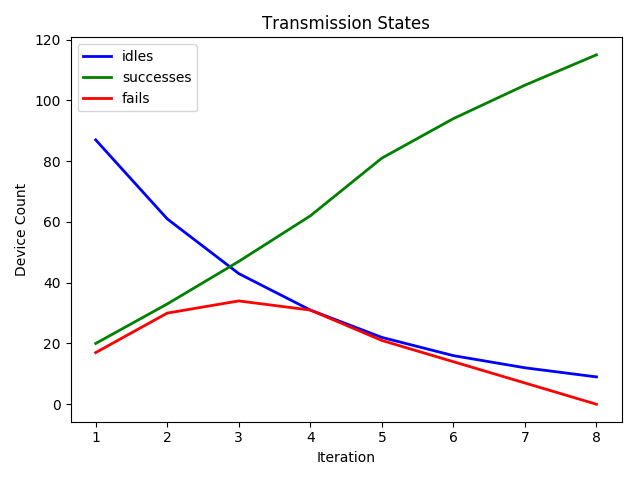 Transmission States
120
100
80
60
40
20
0
Device Count
idles
successes
fails
1 2 3 4 5 6 7 8
Iteration